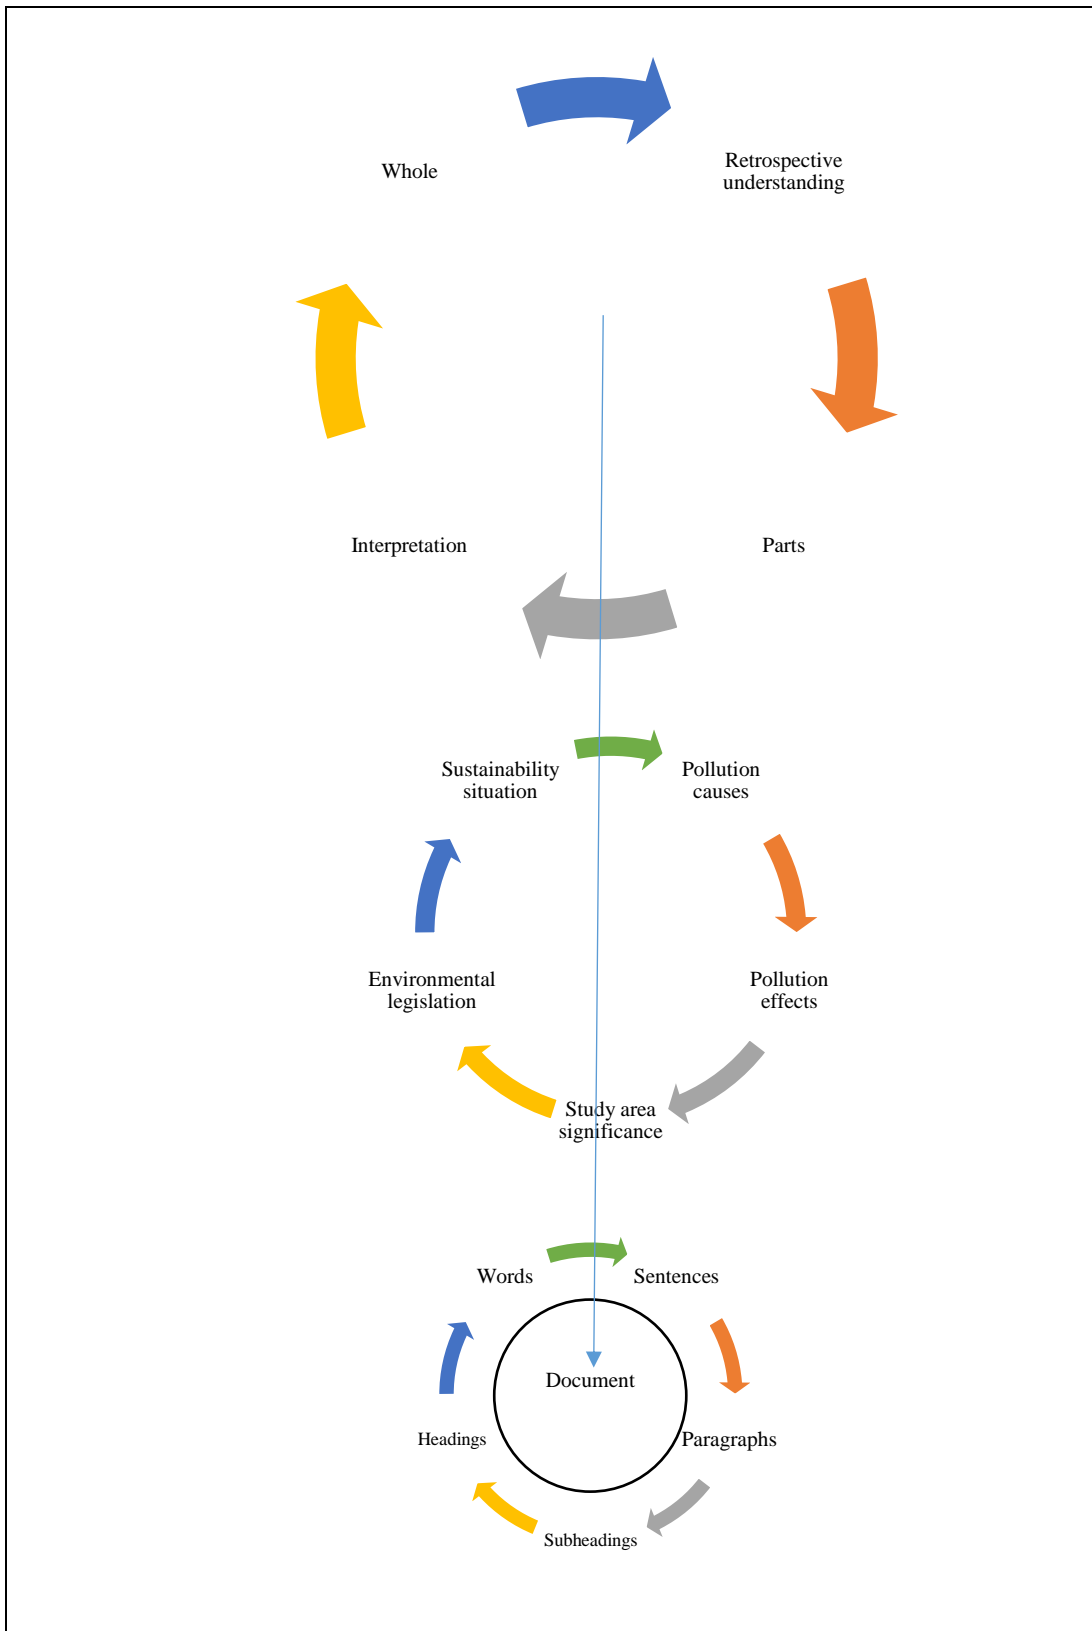 Whole
Retrospective
understanding
Interpretation
Parts
Sustainability
situation
Pollution
causes
Environmental
legislation
Pollution
effects
Study area
significance
Words
Sentences
Document
Headings
Paragraphs
Subheadings